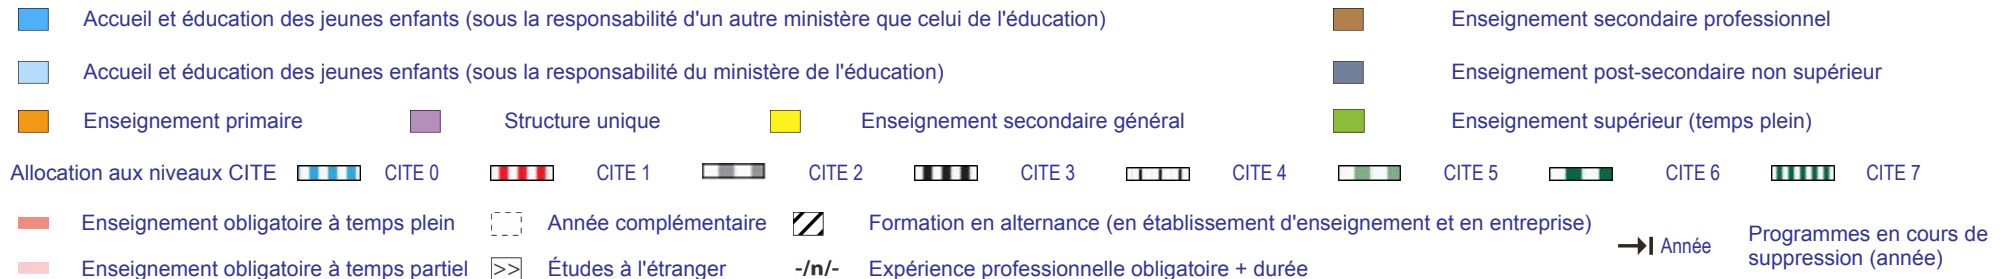 Accueil et éducation des jeunes enfants (sous la responsabilité d'un autre ministère que celui de l'éducation)
Enseignement secondaire professionnel
Accueil et éducation des jeunes enfants (sous la responsabilité du ministère de l'éducation)
Enseignement post-secondaire non supérieur
Enseignement primaire
Structure unique
Enseignement secondaire général
Enseignement supérieur (temps plein)
Allocation aux niveaux CITE CITE 0 CITE 1 CITE 2 CITE 3 CITE 4 CITE 5 CITE 6 CITE 7
Enseignement obligatoire à temps plein
Année complémentaire
Formation en alternance (en établissement d'enseignement et en entreprise)
Année
Programmes en cours de
suppression (année)
Enseignement obligatoire à temps partiel
>> Études à l'étranger
-/n/- Expérience professionnelle obligatoire + durée